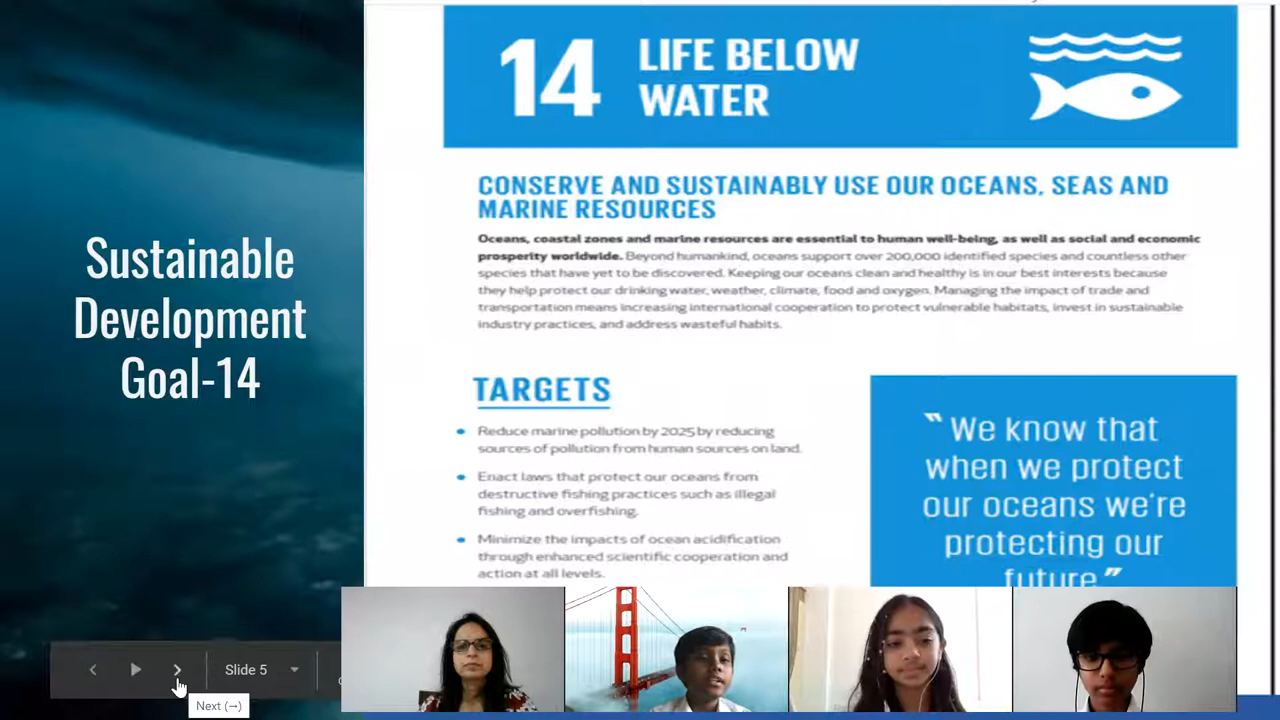 Sustainable
Development
Goal-14
14
LIFE BELOW
WATER
CONSERVE AND SUSTAINABLY USE OUR OCEANS, SEAS AND
MARINE RESOURCES
Oceans, coastal zones and marine resources are essential to human well-being, as well as social and economic
prosperity worldwide. Beyond humankind, oceans support over 200,000 identified species and countless other
species that have yet to be discovered. Keeping our oceans clean and healthy is in our best interests because
they help protect our drinking water, weather, climate, food and oxygen. Managing the impact of trade and
transportation means increasing international cooperation to protect vulnerable habitats, invest in sustainable
industry practices, and address wasteful habits.
TARGETS
Reduce marine pollution by 2025 by reducing
sources of pollution from human sources on land.
Enact laws that protect our oceans from
destructive fishing practices such as illegal
fishing and overfishing.
Minimize the impacts of ocean acidification
through enhanced scientific cooperation and
action at all levels.
“We know that
when we protect
our oceans we're
protecting our
future.”
Slide 5
Next (→)